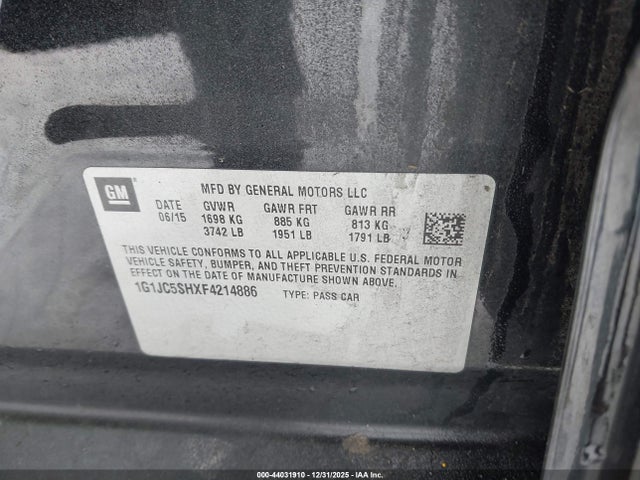 GM
MFD BY GENERAL MOTORS LLC
DATE GVWR GAWR FRT GAWR RR
06/15 1698 KG 885 KG 813 KG
3742 LB 1951 LB 1791 LB
THIS VEHICLE CONFORMS TO ALL APPLICABLE U.S. FEDERAL MOTOR
VEHICLE SAFETY, BUMPER, AND THEFT PREVENTION STANDARDS IN
EFFECT ON THE DATE OF MANUFACTURE SHOWN ABOVE.
1G1JC5SHXF4214886 TYPE: PASS CAR
000-44031910 - 12/31/2025 - IAA Inc.